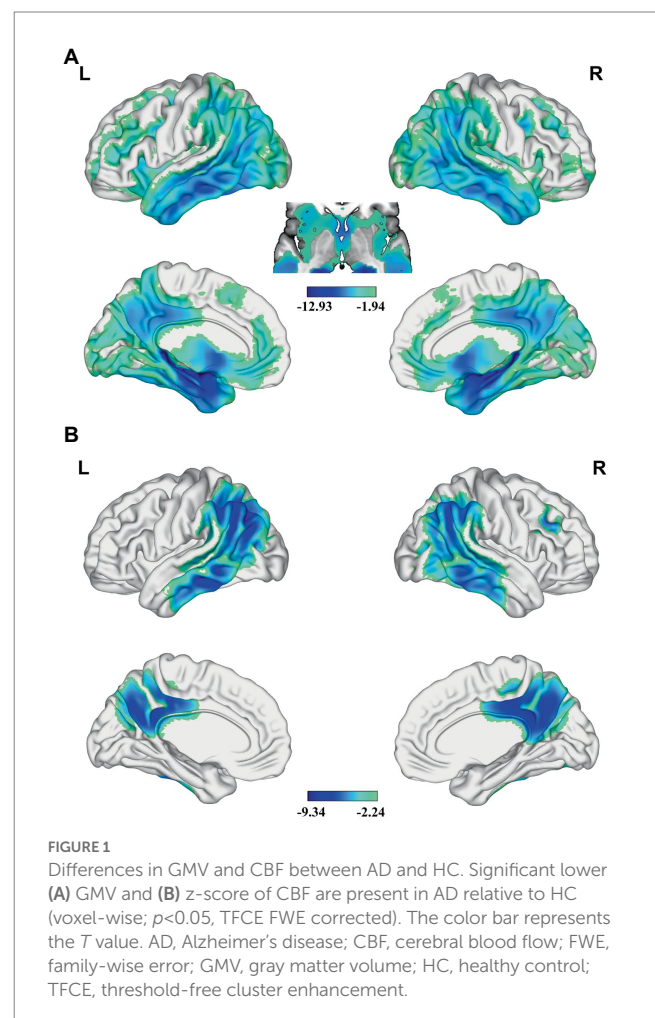 A
L
R
-12.93 -1.94
B
L
R
-9.34 -2.24
FIGURE 1
Differences in GMV and CBF between AD and HC. Significant lower
(A) GMV and (B) z-score of CBF are present in AD relative to HC
(voxel-wise; p<0.05, TFCE FWE corrected). The color bar represents
the T value. AD, Alzheimer's disease; CBF, cerebral blood flow; FWE,
family-wise error; GMV, gray matter volume; HC, healthy control;
TFCE, threshold-free cluster enhancement.